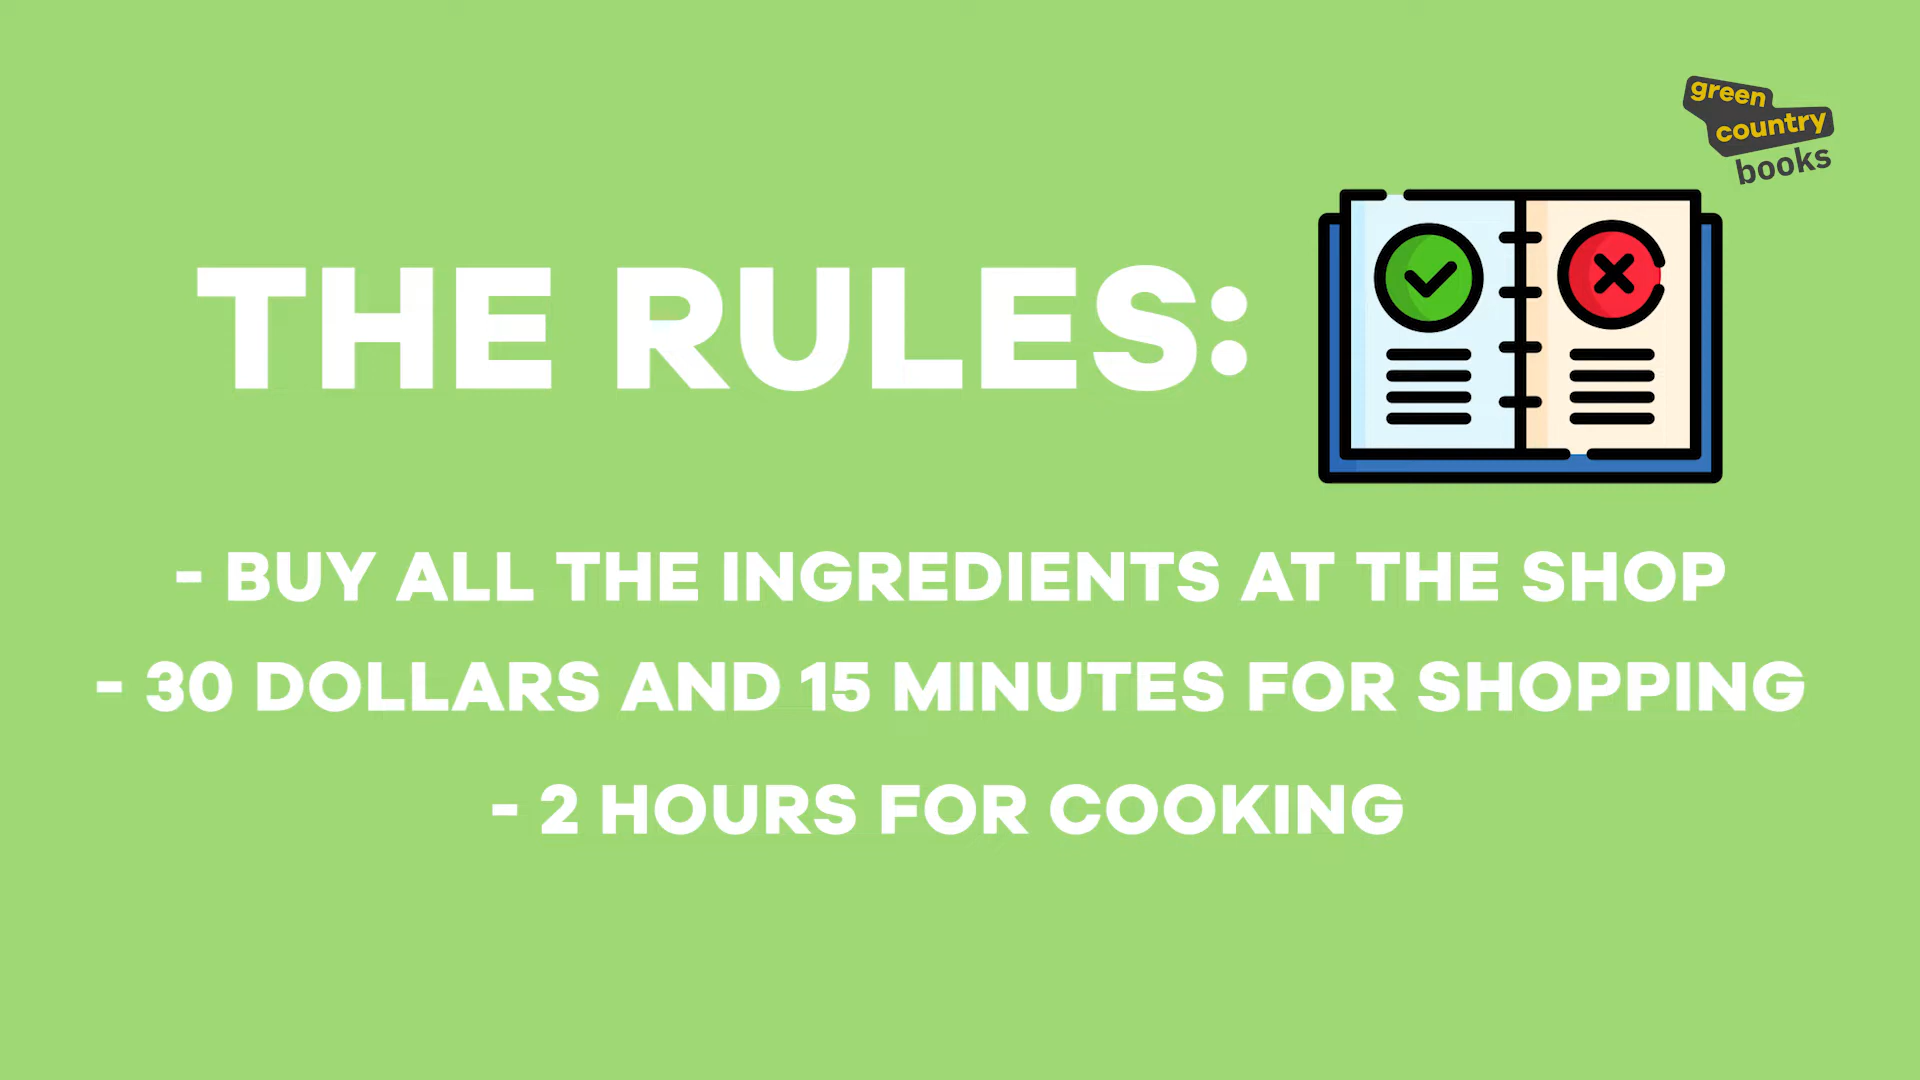 green
country
books
THE RULES:
- BUY ALL THE INGREDIENTS AT THE SHOP
- 30 DOLLARS AND 15 MINUTES FOR SHOPPING
- 2 HOURS FOR COOKING